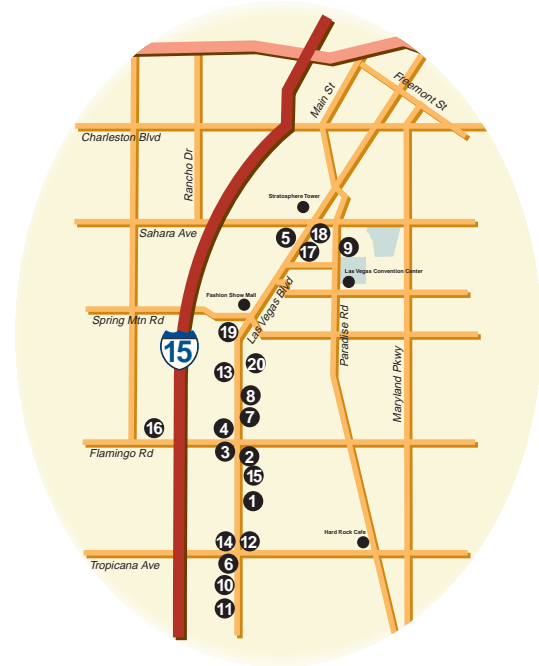 Main St
Freemont St
Charleston Blvd
Rancho Dr
Stratosphere Tower
Sahara Ave
5
18
17
9
Las Vegas Convention Center
Fashion Show Mall
Las Vegas Blvd
Spring Mtn Rd
19
Paradise Rd
15
13
20
Maryland Pkwy
8
7
16
4
Flamingo Rd
3
2
15
1
Hard Rock Cafe
14
12
Tropicana Ave
6
10
11